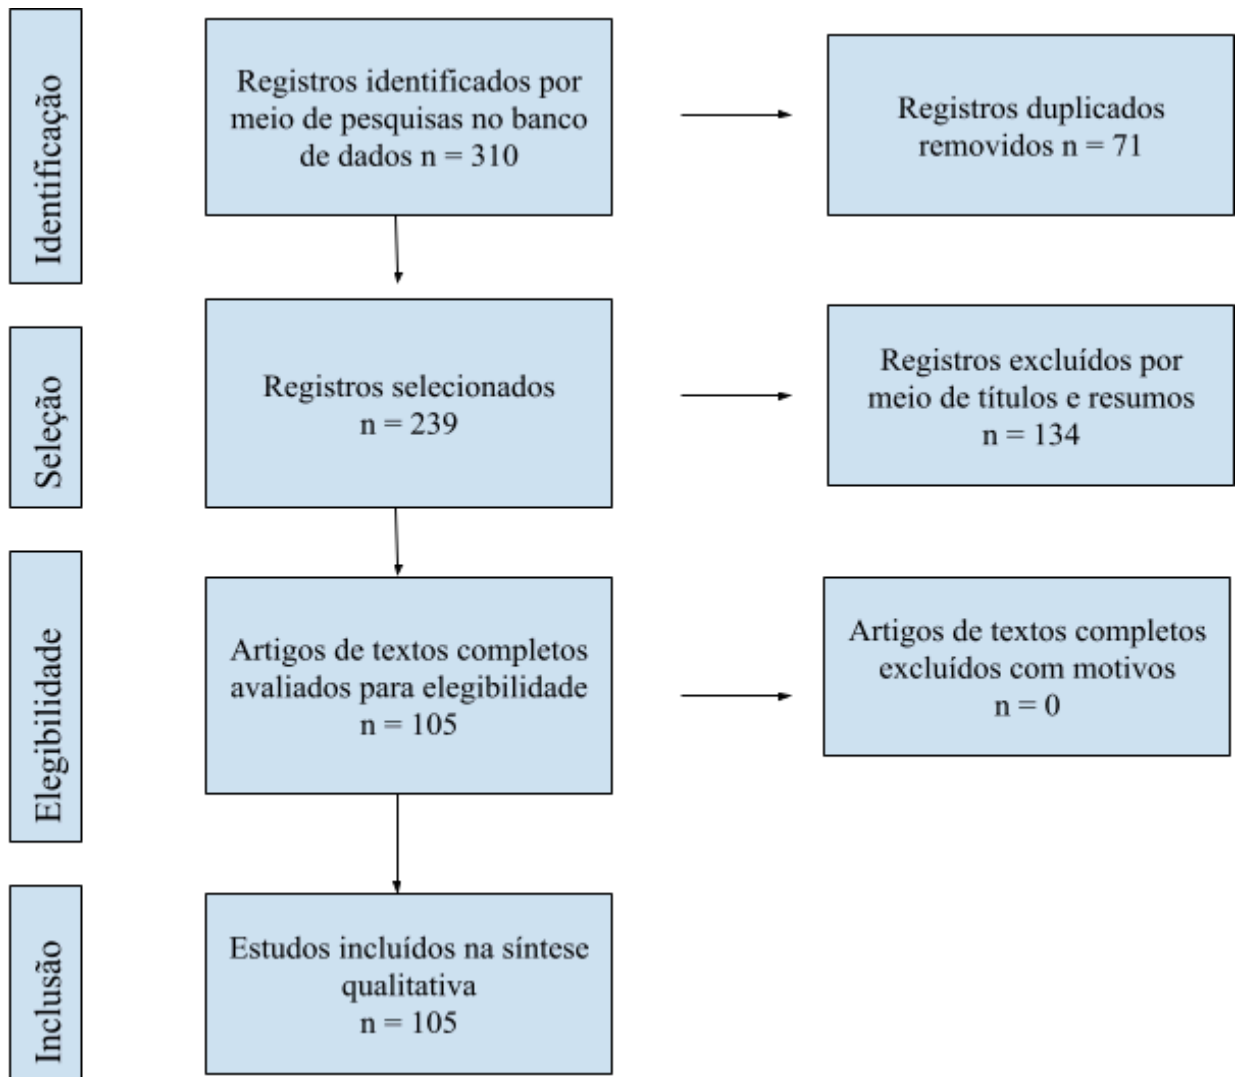 Identificação
Registros identificados por
meio de pesquisas no banco
de dados n = 310
Registros duplicados
removidos n = 71
Seleção
Registros selecionados
n = 239
Registros excluídos por
meio de títulos e resumos
n = 134
Elegibilidade
Artigos de textos completos
avaliados para elegibilidade
n = 105
Artigos de textos completos
excluídos com motivos
n = 0
Inclusão
Estudos incluídos na síntese
qualitativa
n = 105